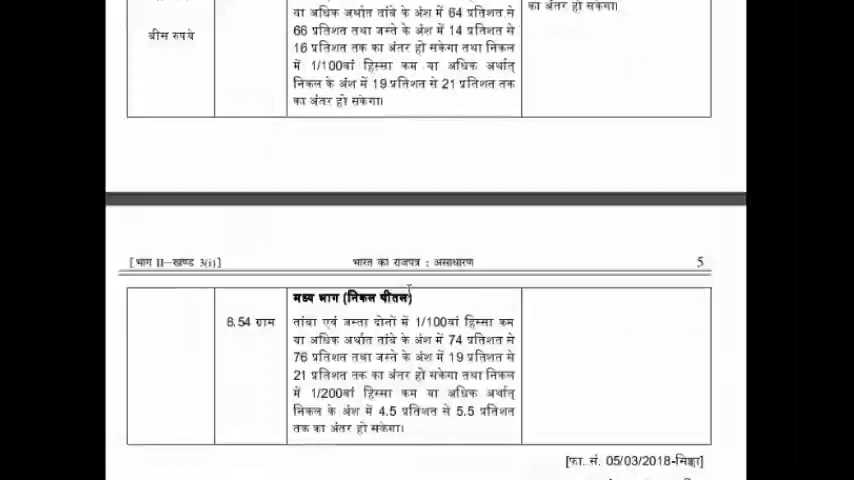 या अधिक अर्थात तांबे के अंश में 64 प्रतिशत से
का अंतर हो सकेगा।
66 प्रतिशत तथा जस्ते के अंश में 14 प्रतिशत से
बीस रुपये
16 प्रतिशत तक का अंतर हो सकेगा तथा निकल
में 1/100वां हिस्सा कम या अधिक अर्थात्
निकल के अंश में 19 प्रतिशत से 21 प्रतिशत तक
का अंतर हो सकेगा।
[भाग II—खण्ड 3(i)] भारत का राजपत्र : असाधारण 5
मध्य भाग (निकल पीतल)
8.54 ग्राम
तांबा एवं जस्ता दोनों में 1/100वां हिस्सा कम
या अधिक अर्थात तांबे के अंश में 74 प्रतिशत से
76 प्रतिशत तथा जस्ते के अंश में 19 प्रतिशत से
21 प्रतिशत तक का अंतर हो सकेगा तथा निकल
में 1/200वां हिस्सा कम या अधिक अर्थात्
निकल के अंश में 4.5 प्रतिशत से 5.5 प्रतिशत
तक का अंतर हो सकेगा।
[फा. सं. 05/03/2018-सिक्का]